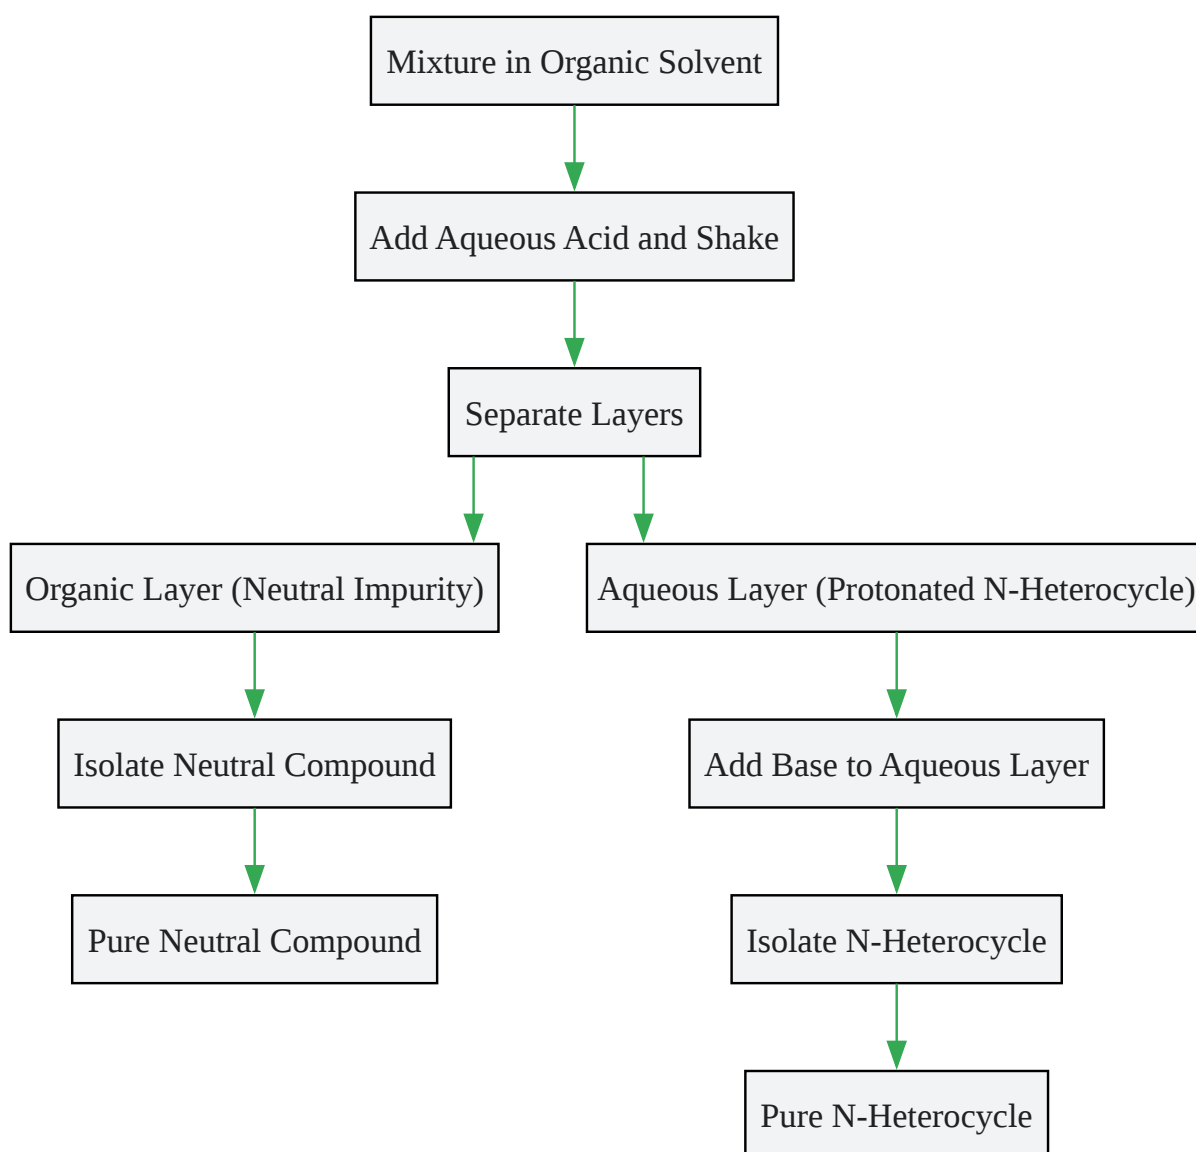 Mixture in Organic Solvent
Add Aqueous Acid and Shake
Separate Layers
Organic Layer (Neutral Impurity)
Aqueous Layer (Protonated N-Heterocycle)
Isolate Neutral Compound
Add Base to Aqueous Layer
Pure Neutral Compound
Isolate N-Heterocycle
Pure N-Heterocycle